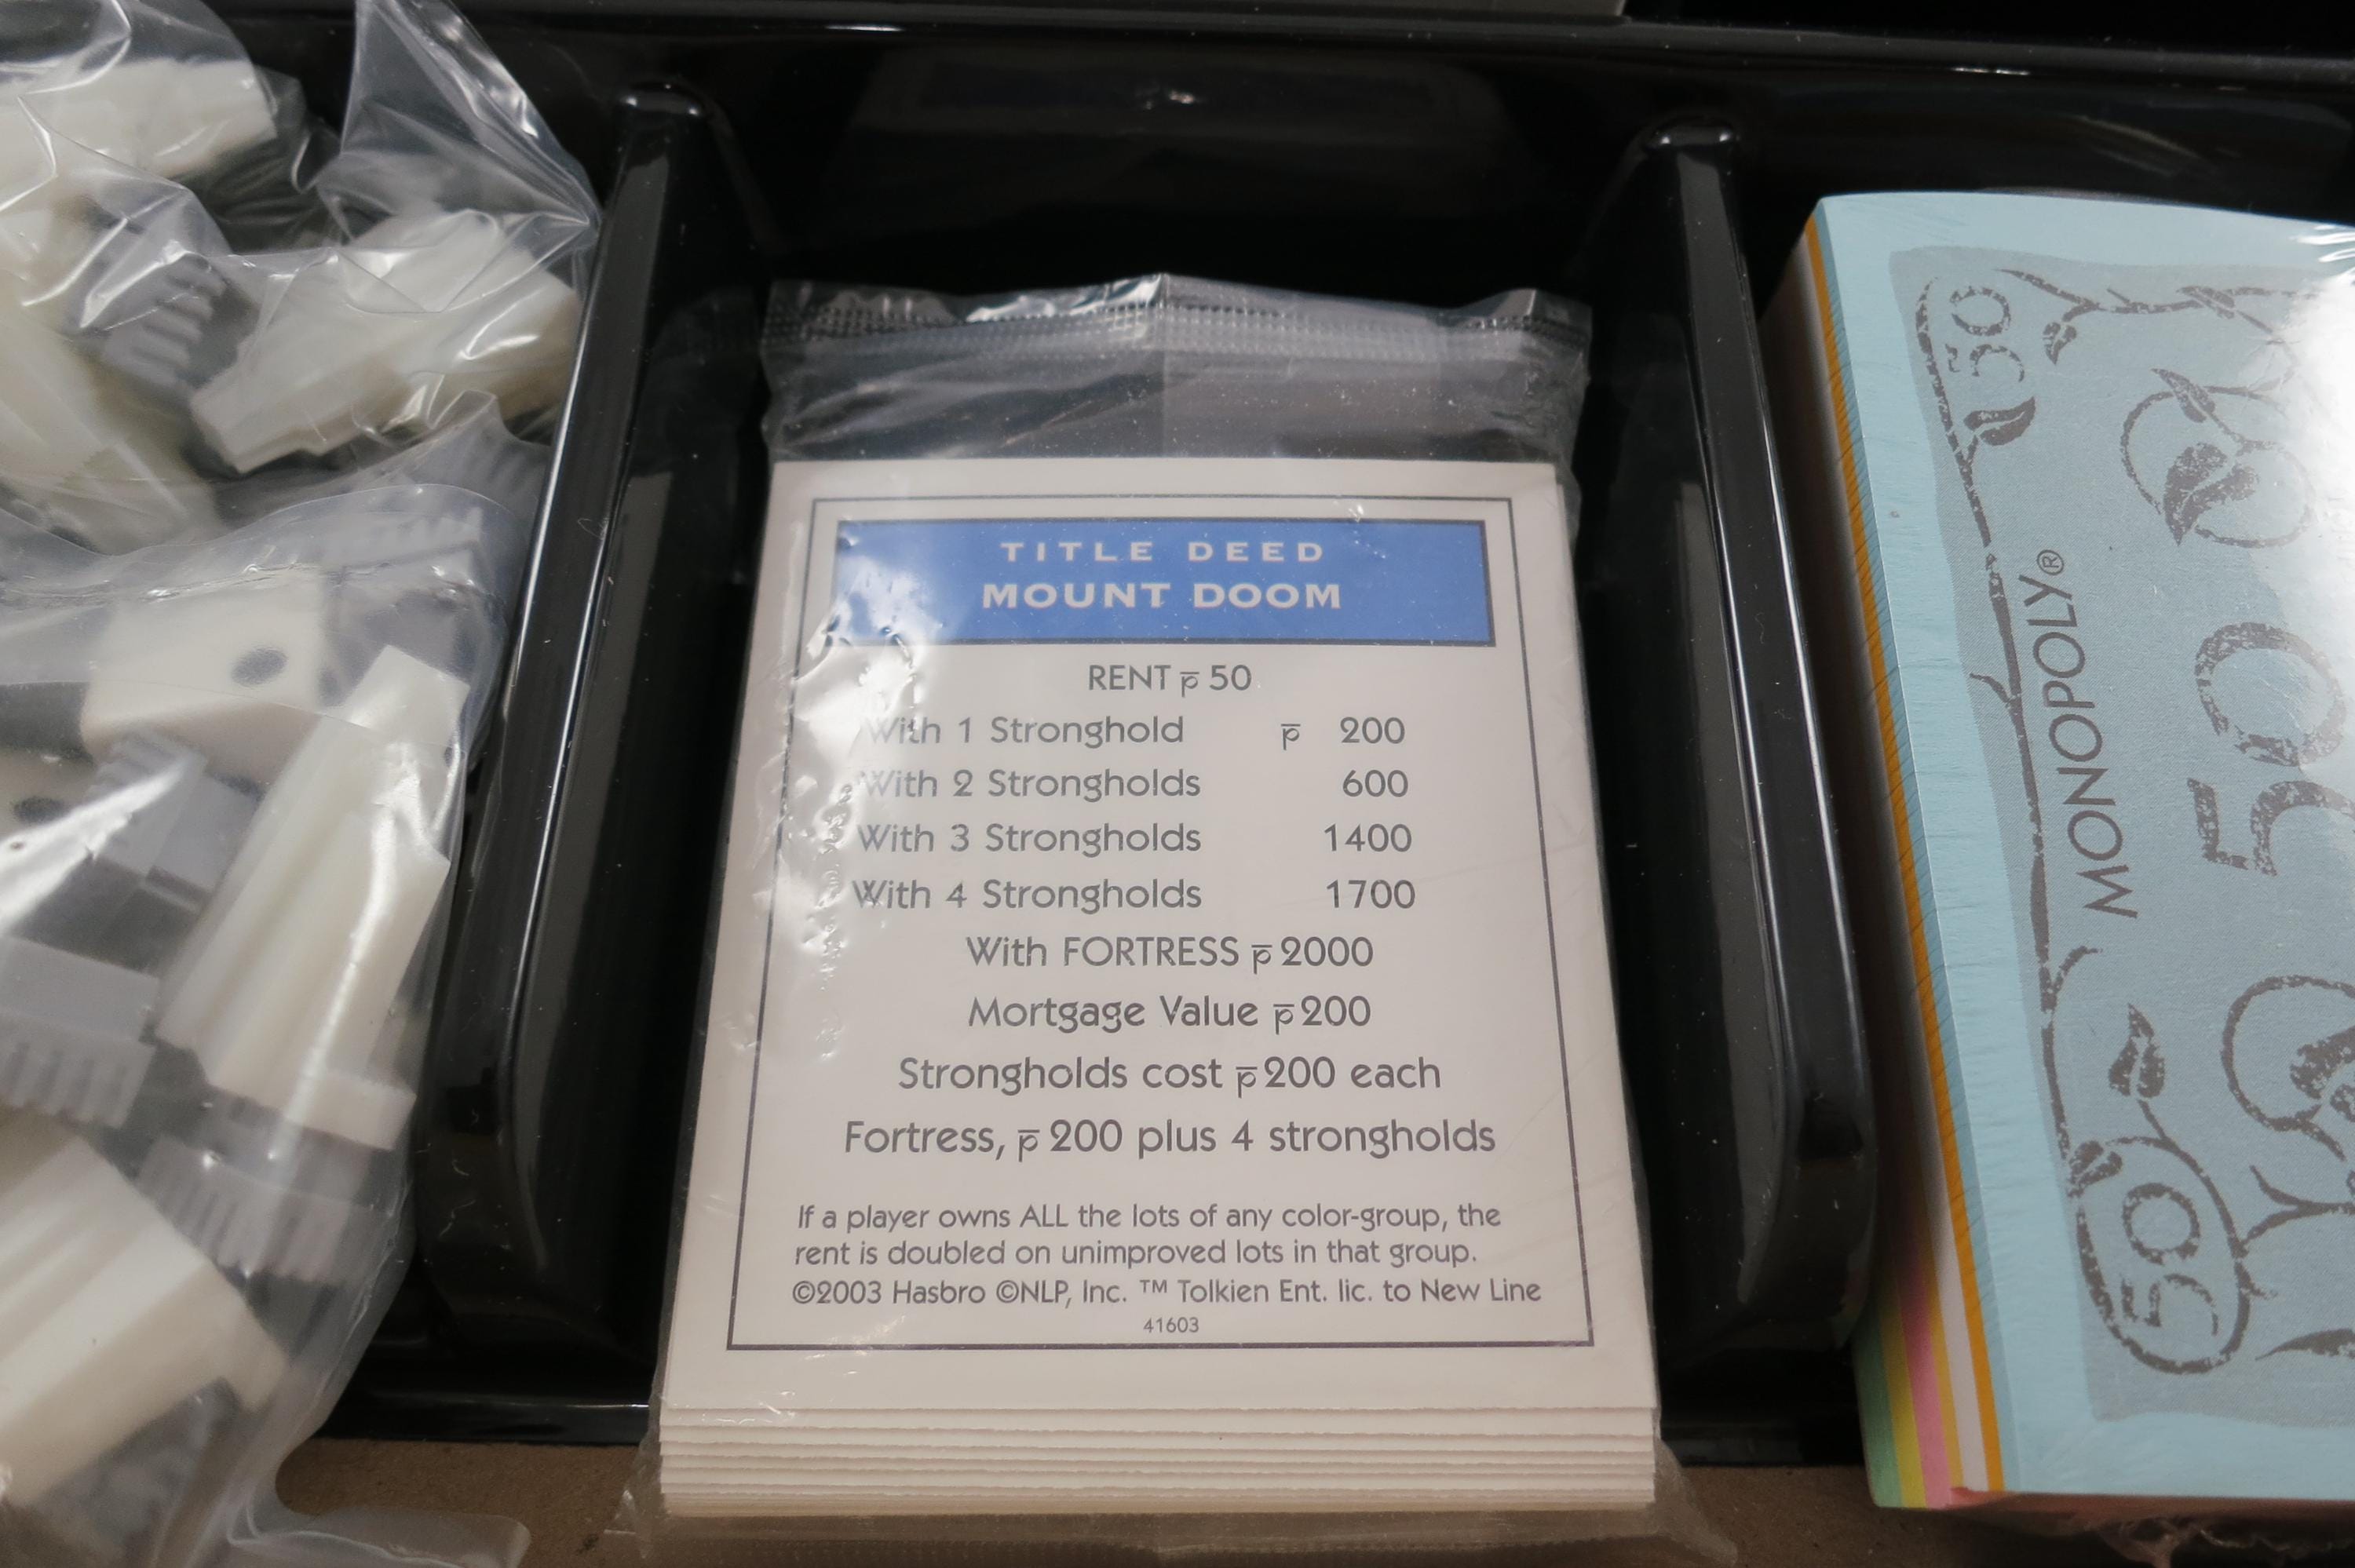 TITLE DEED
MOUNT DOOM
RENT p̅ 50
With 1 Stronghold p̅ 200
With 2 Strongholds 600
With 3 Strongholds 1400
With 4 Strongholds 1700
With FORTRESS p̅ 2000
Mortgage Value p̅ 200
Strongholds cost p̅ 200 each
Fortress, p̅ 200 plus 4 strongholds
If a player owns ALL the lots of any color-group, the
rent is doubled on unimproved lots in that group.
©2003 Hasbro ©NLP, Inc. ™ Tolkien Ent. lic. to New Line
41603
50
MONOPOLY®
50
50